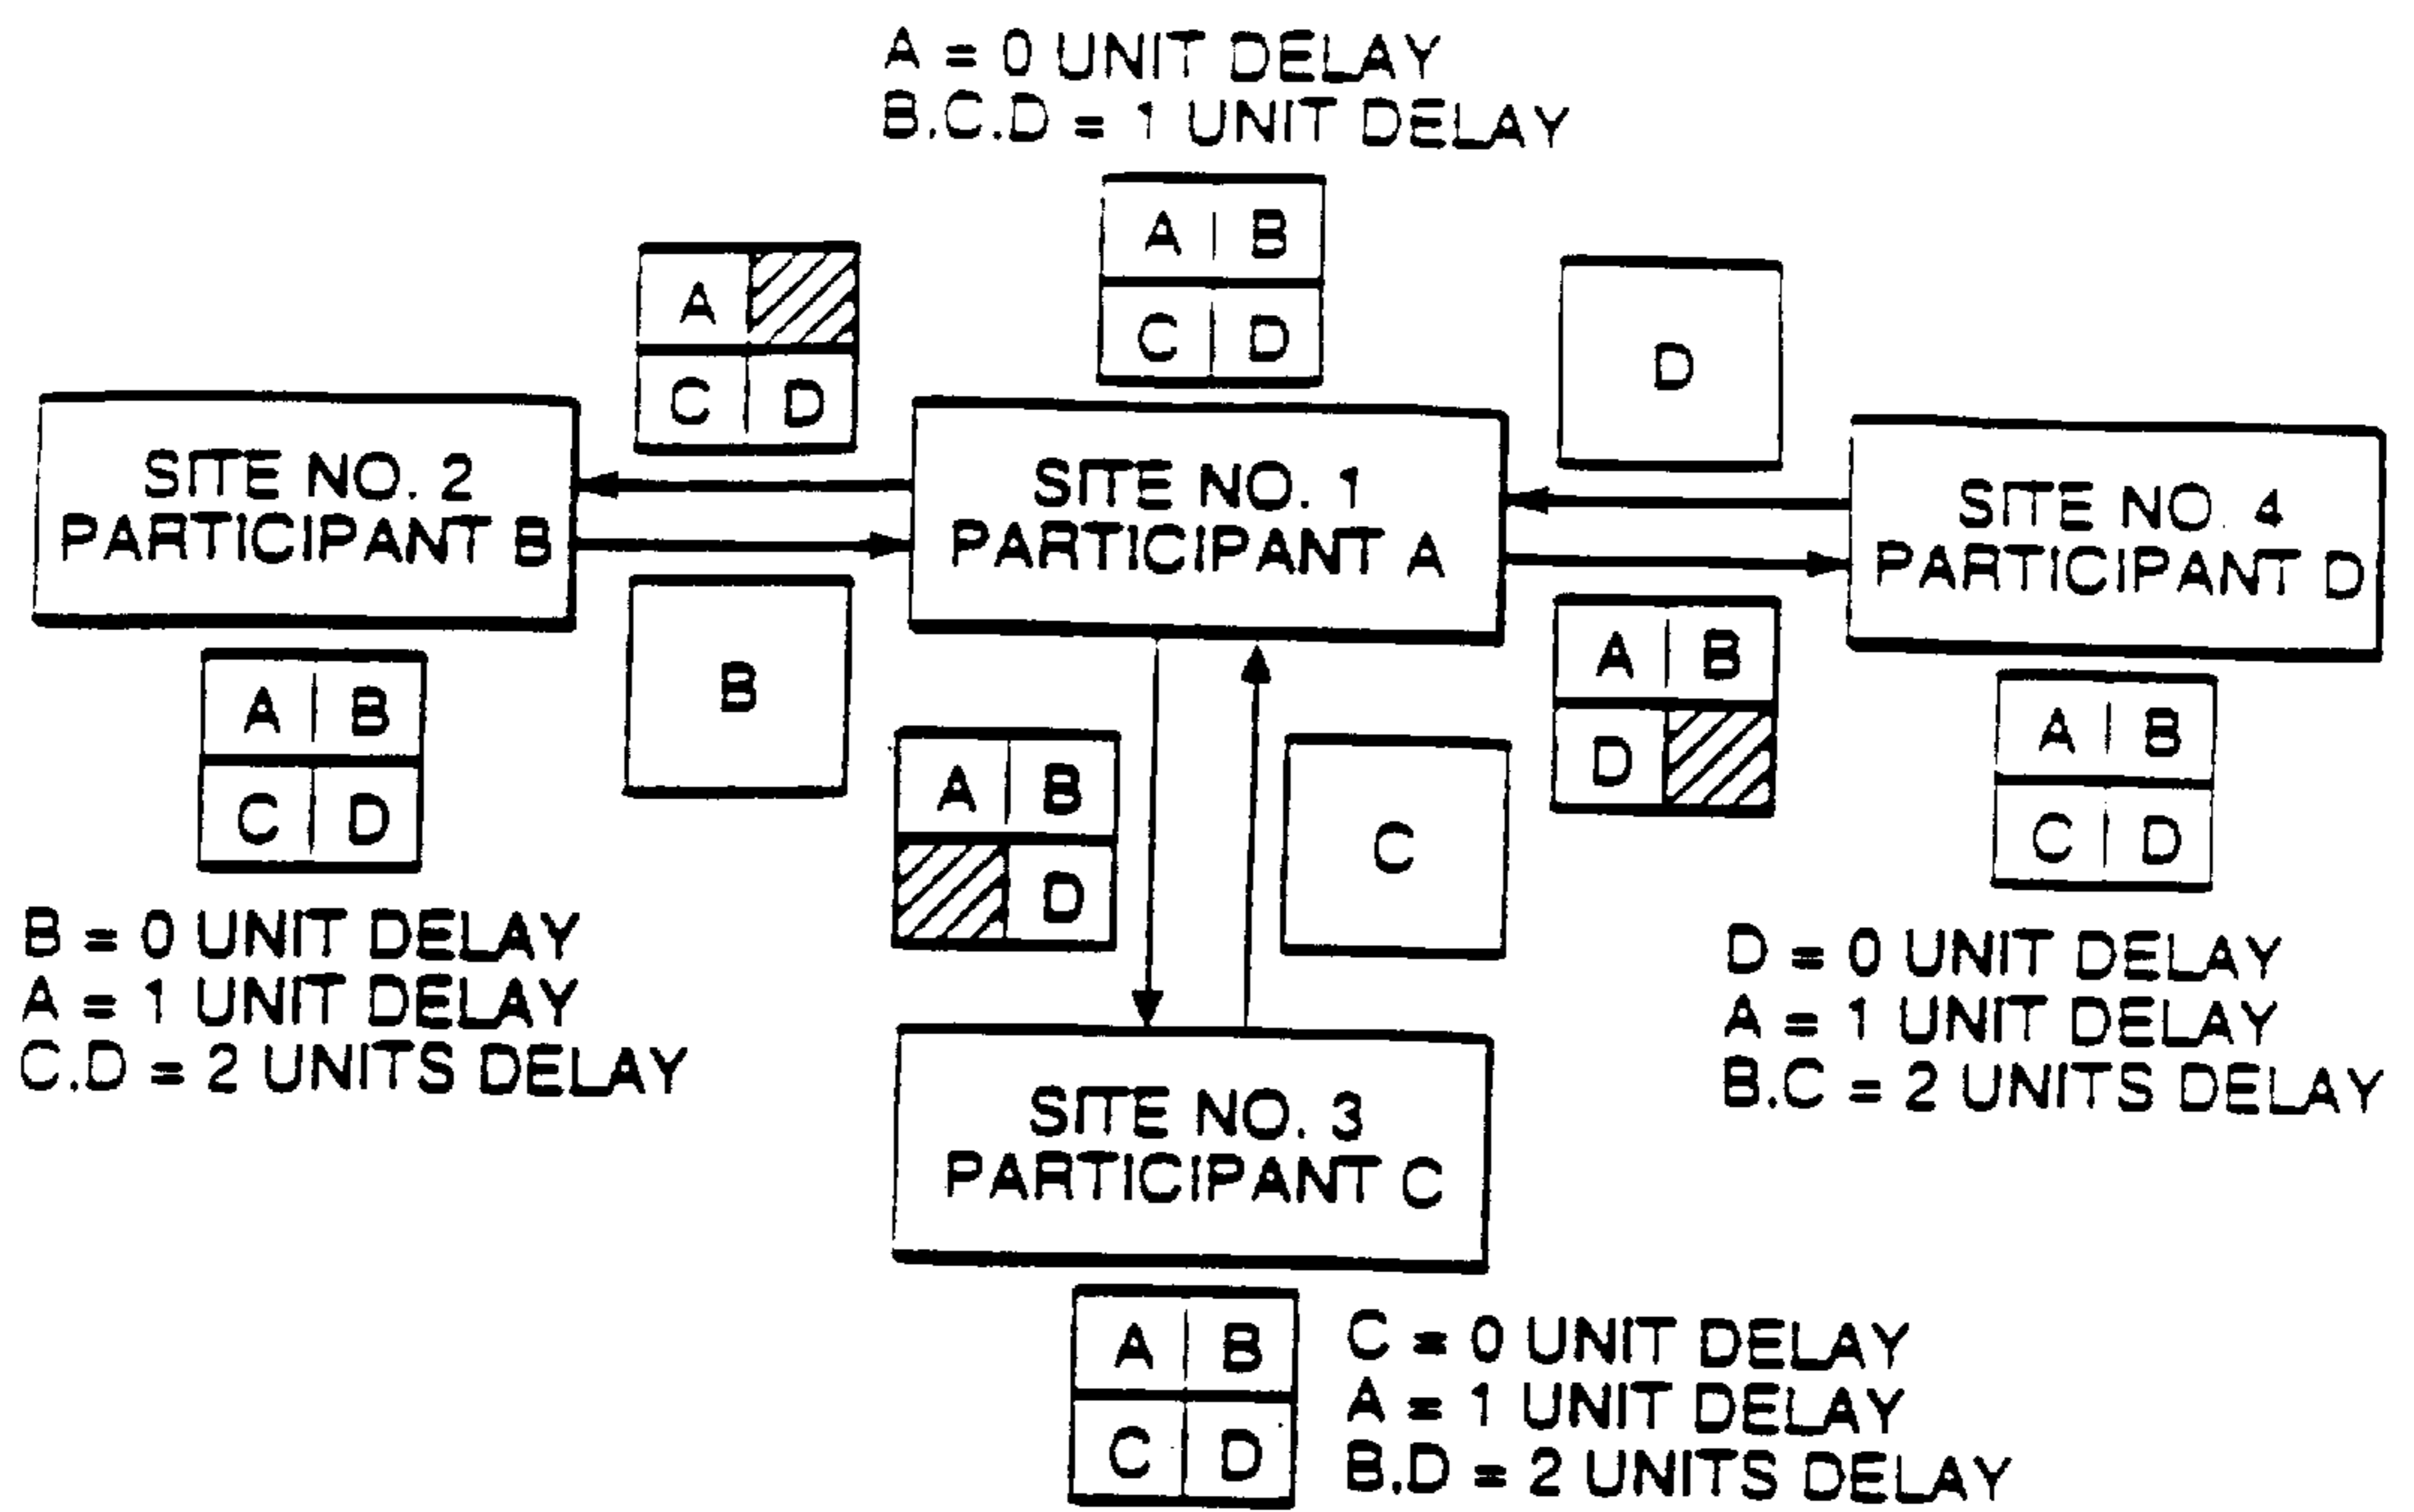 A = 0 UNIT DELAY
B.C.D = 1 UNIT DELAY
A B
C D
A
C D
D
SITE NO. 2
PARTICIPANT B
SITE NO. 1
PARTICIPANT A
SITE NO. 4
PARTICIPANT D
B
A B
D
A B
D
C
A B
C D
A B
C D
B = 0 UNIT DELAY
A = 1 UNIT DELAY
C.D = 2 UNITS DELAY
D = 0 UNIT DELAY
A = 1 UNIT DELAY
B.C = 2 UNITS DELAY
SITE NO. 3
PARTICIPANT C
A B
C D
C = 0 UNIT DELAY
A = 1 UNIT DELAY
B.D = 2 UNITS DELAY